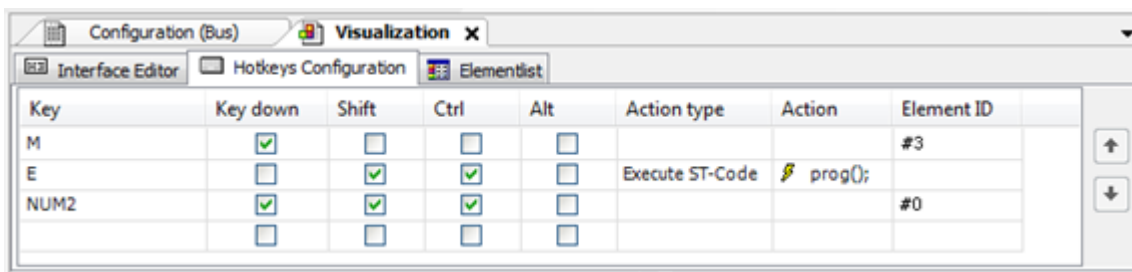 Configuration (Bus) Visualization X
Interface Editor Hotkeys Configuration Elementlist
Key Key down Shift Ctrl Alt Action type Action Element ID
M #3
E Execute ST-Code prog();
NUM2 #0